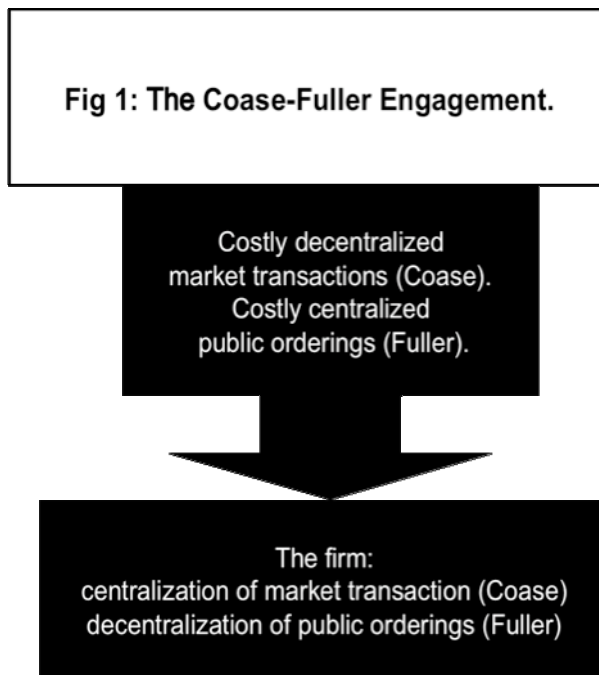 Fig 1: The Coase-Fuller Engagement.
Costly decentralized
market transactions (Coase).
Costly centralized
public orderings (Fuller).
The firm:
centralization of market transaction (Coase)
decentralization of public orderings (Fuller)